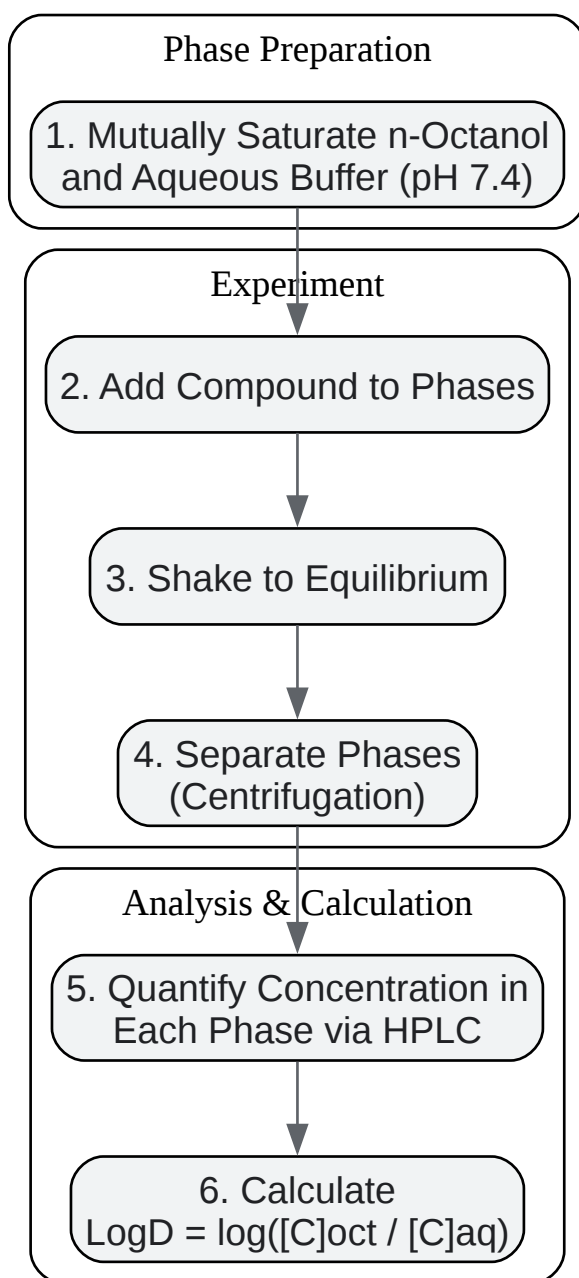 Phase Preparation
1. Mutually Saturate n-Octanol
and Aqueous Buffer (pH 7.4)
Experiment
2. Add Compound to Phases
3. Shake to Equilibrium
4. Separate Phases
(Centrifugation)
Analysis & Calculation
5. Quantify Concentration in
Each Phase via HPLC
6. Calculate
LogD = log([C]oct / [C]aq)